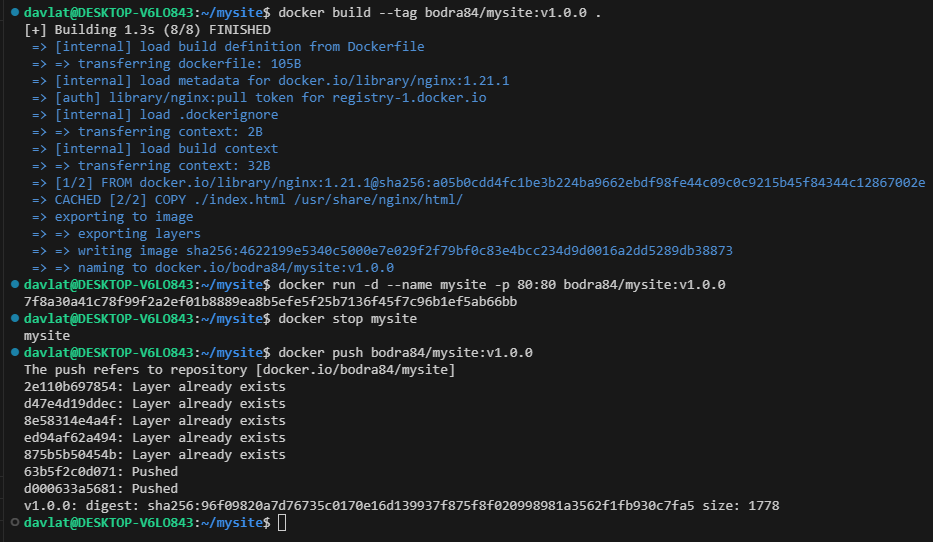 davlat@DESKTOP-V6LO843:~/mysite$ docker build --tag bodra84/mysite:v1.0.0 .
[+] Building 1.3s (8/8) FINISHED
=> [internal] load build definition from Dockerfile
=> => transferring dockerfile: 105B
=> [internal] load metadata for docker.io/library/nginx:1.21.1
=> [auth] library/nginx:pull token for registry-1.docker.io
=> [internal] load .dockerignore
=> => transferring context: 2B
=> [internal] load build context
=> => transferring context: 32B
=> [1/2] FROM docker.io/library/nginx:1.21.1@sha256:a05b0cdd4fc1be3b224ba9662ebdf98fe44c09c0c9215b45f84344c12867002e
=> CACHED [2/2] COPY ./index.html /usr/share/nginx/html/
=> exporting to image
=> => exporting layers
=> => writing image sha256:4622199e5340c5000e7e029f2f79bf0c83e4bcc234d9d0016a2dd5289db38873
=> => naming to docker.io/bodra84/mysite:v1.0.0
davlat@DESKTOP-V6LO843:~/mysite$ docker run -d --name mysite -p 80:80 bodra84/mysite:v1.0.0
7f8a30a41c78f99f2a2ef01b8889ea8b5efe5f25b7136f45f7c96b1ef5ab66bb
davlat@DESKTOP-V6LO843:~/mysite$ docker stop mysite
mysite
davlat@DESKTOP-V6LO843:~/mysite$ docker push bodra84/mysite:v1.0.0
The push refers to repository [docker.io/bodra84/mysite]
2e110b697854: Layer already exists
d47e4d19ddec: Layer already exists
8e58314e4a4f: Layer already exists
ed94af62a494: Layer already exists
875b5b50454b: Layer already exists
63b5f2c0d071: Pushed
d000633a5681: Pushed
v1.0.0: digest: sha256:96f09820a7d76735c0170e16d139937f875f8f020998981a3562f1fb930c7fa5 size: 1778
davlat@DESKTOP-V6LO843:~/mysite$